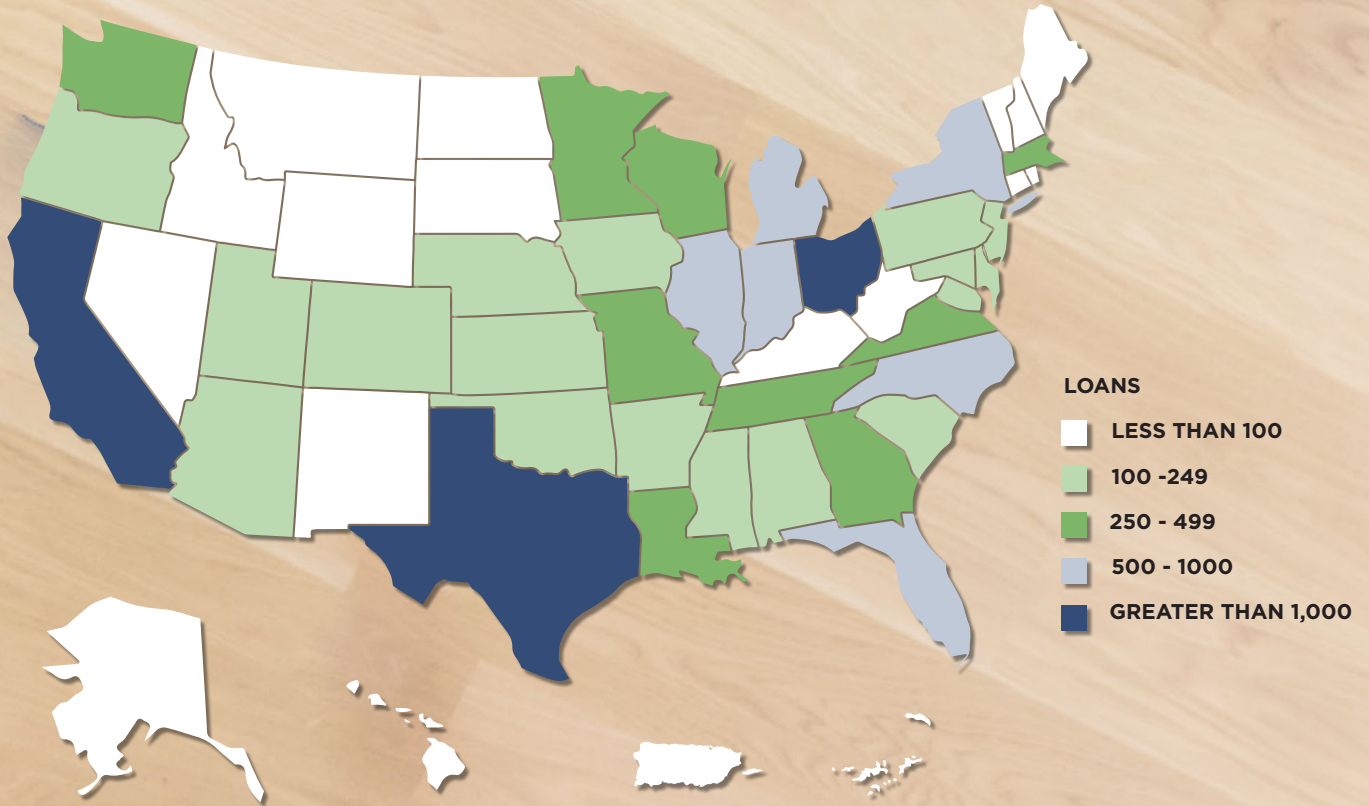 LOANS
LESS THAN 100
100 -249
250 - 499
500 - 1000
GREATER THAN 1,000